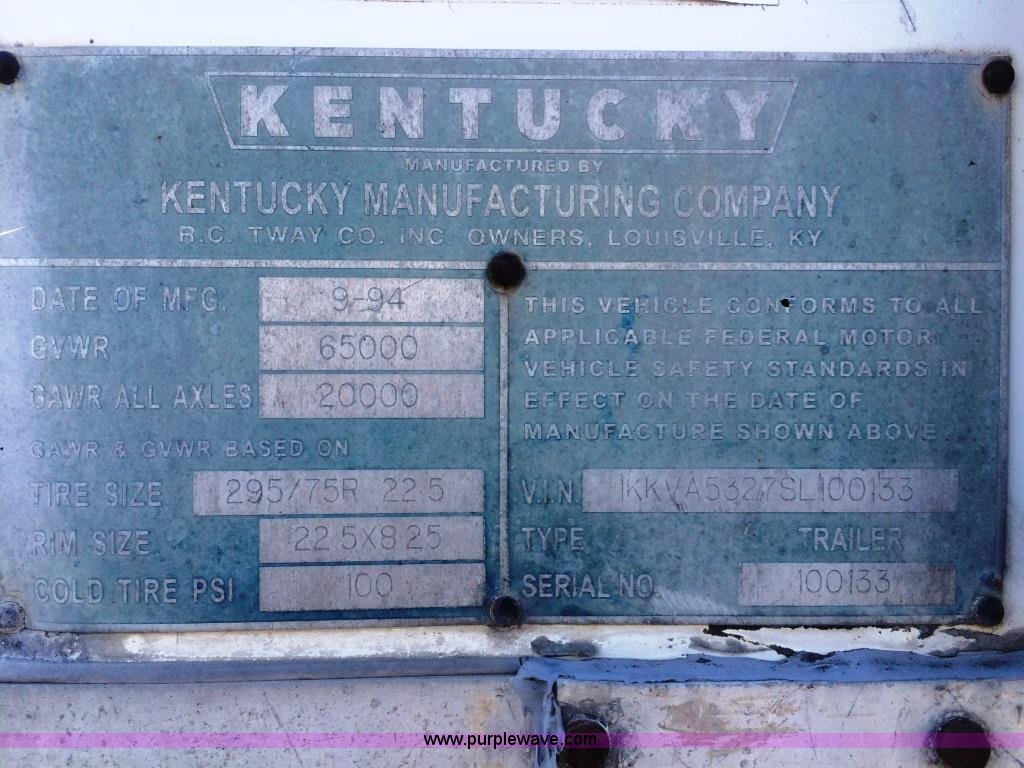 KENTUCKY
MANUFACTURED BY
KENTUCKY MANUFACTURING COMPANY
R.C. TWAY CO. INC. OWNERS, LOUISVILLE, KY
DATE OF MFG. 9-94
GVWR 65000
GAWR ALL AXLES 20000
GAWR & GVWR BASED ON
TIRE SIZE 295/75R 22.5
RIM SIZE 22.5X8.25
COLD TIRE PSI 100
THIS VEHICLE CONFORMS TO ALL
APPLICABLE FEDERAL MOTOR
VEHICLE SAFETY STANDARDS IN
EFFECT ON THE DATE OF
MANUFACTURE SHOWN ABOVE
V.I.N. 1KKVA5327SL100133
TYPE TRAILER
SERIAL NO. 100133
www.purplewave.com